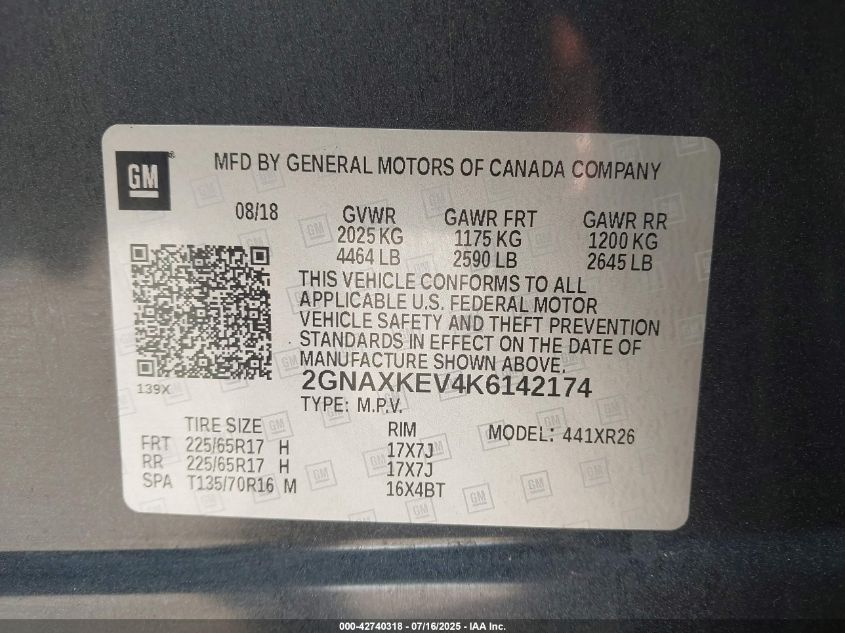 GM
MFD BY GENERAL MOTORS OF CANADA COMPANY
08/18 GVWR GAWR FRT GAWR RR
2025 KG 1175 KG 1200 KG
4464 LB 2590 LB 2645 LB
THIS VEHICLE CONFORMS TO ALL
APPLICABLE U.S. FEDERAL MOTOR
VEHICLE SAFETY AND THEFT PREVENTION
STANDARDS IN EFFECT ON THE DATE OF
MANUFACTURE SHOWN ABOVE.
139X
2GNAXKEV4K6142174
TYPE: M.P.V.
TIRE SIZE RIM MODEL: 441XR26
FRT 225/65R17 H 17X7J
RR 225/65R17 H 17X7J
SPA T135/70R16 M 16X4BT
000-42740318 - 07/16/2025 - IAA Inc.